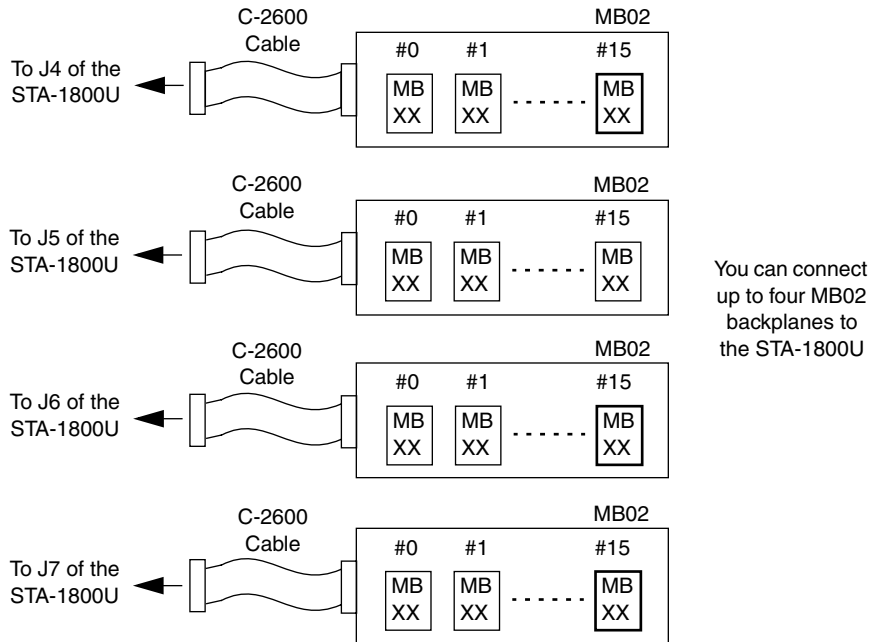 C-2600
Cable
MB02
To J4 of the
STA-1800U
#0 #1 #15
MB MB MB
XX XX XX
C-2600
Cable
MB02
To J5 of the
STA-1800U
#0 #1 #15
MB MB MB
XX XX XX
You can connect
up to four MB02
backplanes to
the STA-1800U
C-2600
Cable
MB02
To J6 of the
STA-1800U
#0 #1 #15
MB MB MB
XX XX XX
C-2600
Cable
MB02
To J7 of the
STA-1800U
#0 #1 #15
MB MB MB
XX XX XX